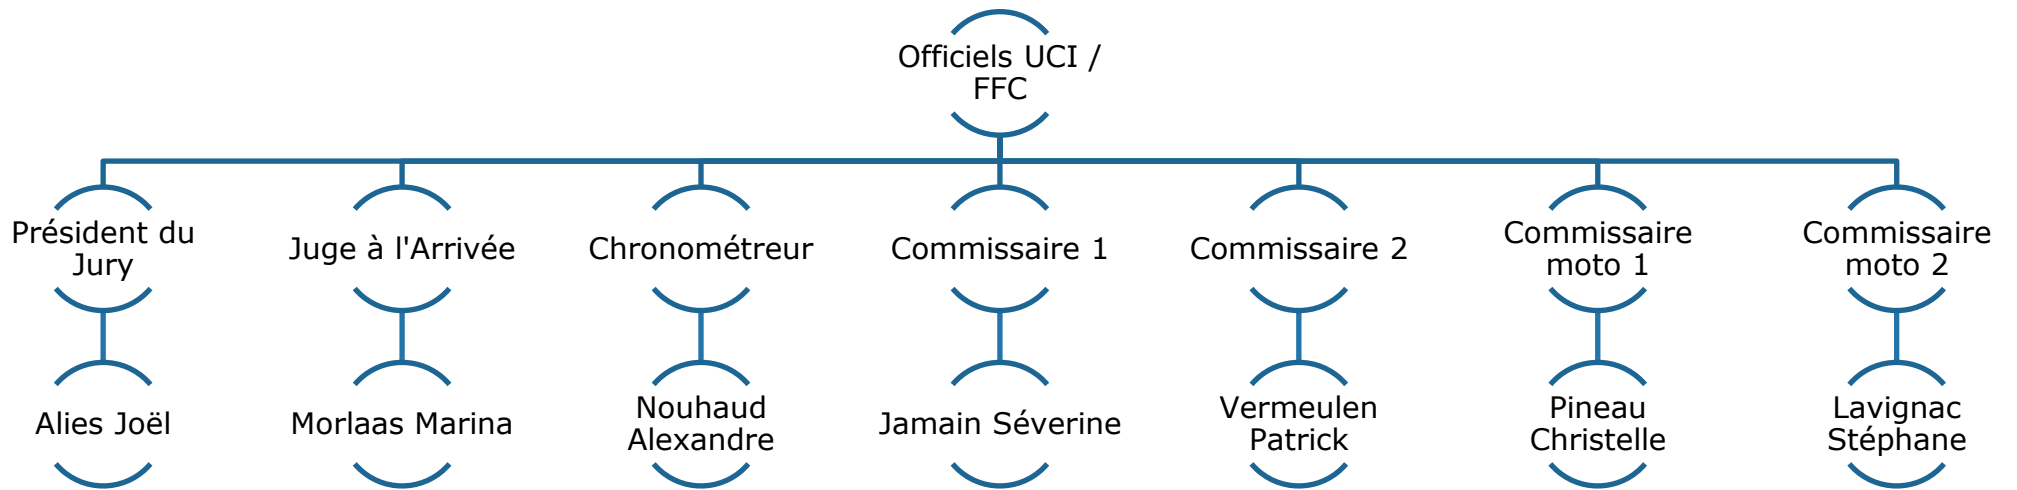 Officiels UCI /
FFC
Président du
Jury
Juge à l'Arrivée
Chronométreur
Commissaire 1
Commissaire 2
Commissaire
moto 1
Commissaire
moto 2
Alies Joël
Morlaas Marina
Nouhaud
Alexandre
Jamain Séverine
Vermeulen
Patrick
Pineau
Christelle
Lavignac
Stéphane